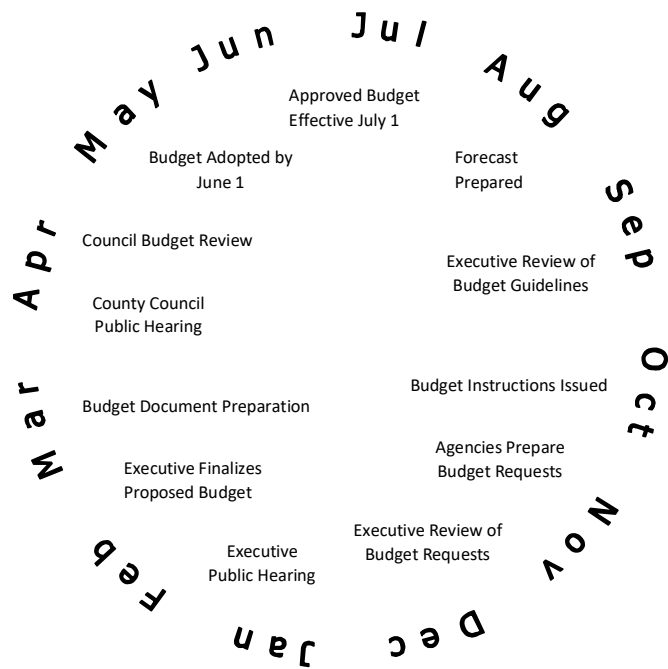 Jul
Aug
Sep
Oct
Nov
Dec
Jan
Feb
Mar
Apr
May
Jun
Approved Budget
Effective July 1
Forecast
Prepared
Executive Review of
Budget Guidelines
Budget Instructions Issued
Agencies Prepare
Budget Requests
Executive Review of
Budget Requests
Executive
Public Hearing
Executive Finalizes
Proposed Budget
Budget Document Preparation
County Council
Public Hearing
Council Budget Review
Budget Adopted by
June 1